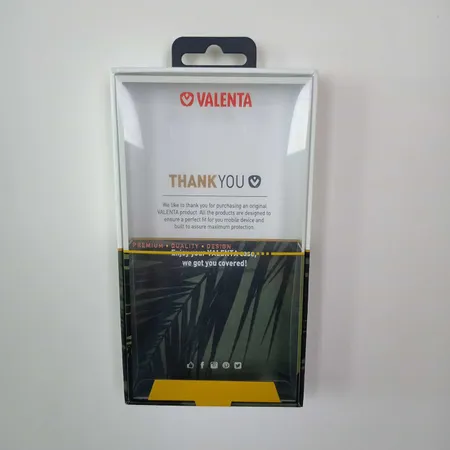 VALENTA
THANKYOU
We like to thank you for purchasing an original
VALENTA product. All the products are designed to
ensure a perfect fit for you mobile device and
built to assure maximum protection.
PREMIUM • QUALITY • DESIGN
Enjoy your VALENTA case,
we got you covered!